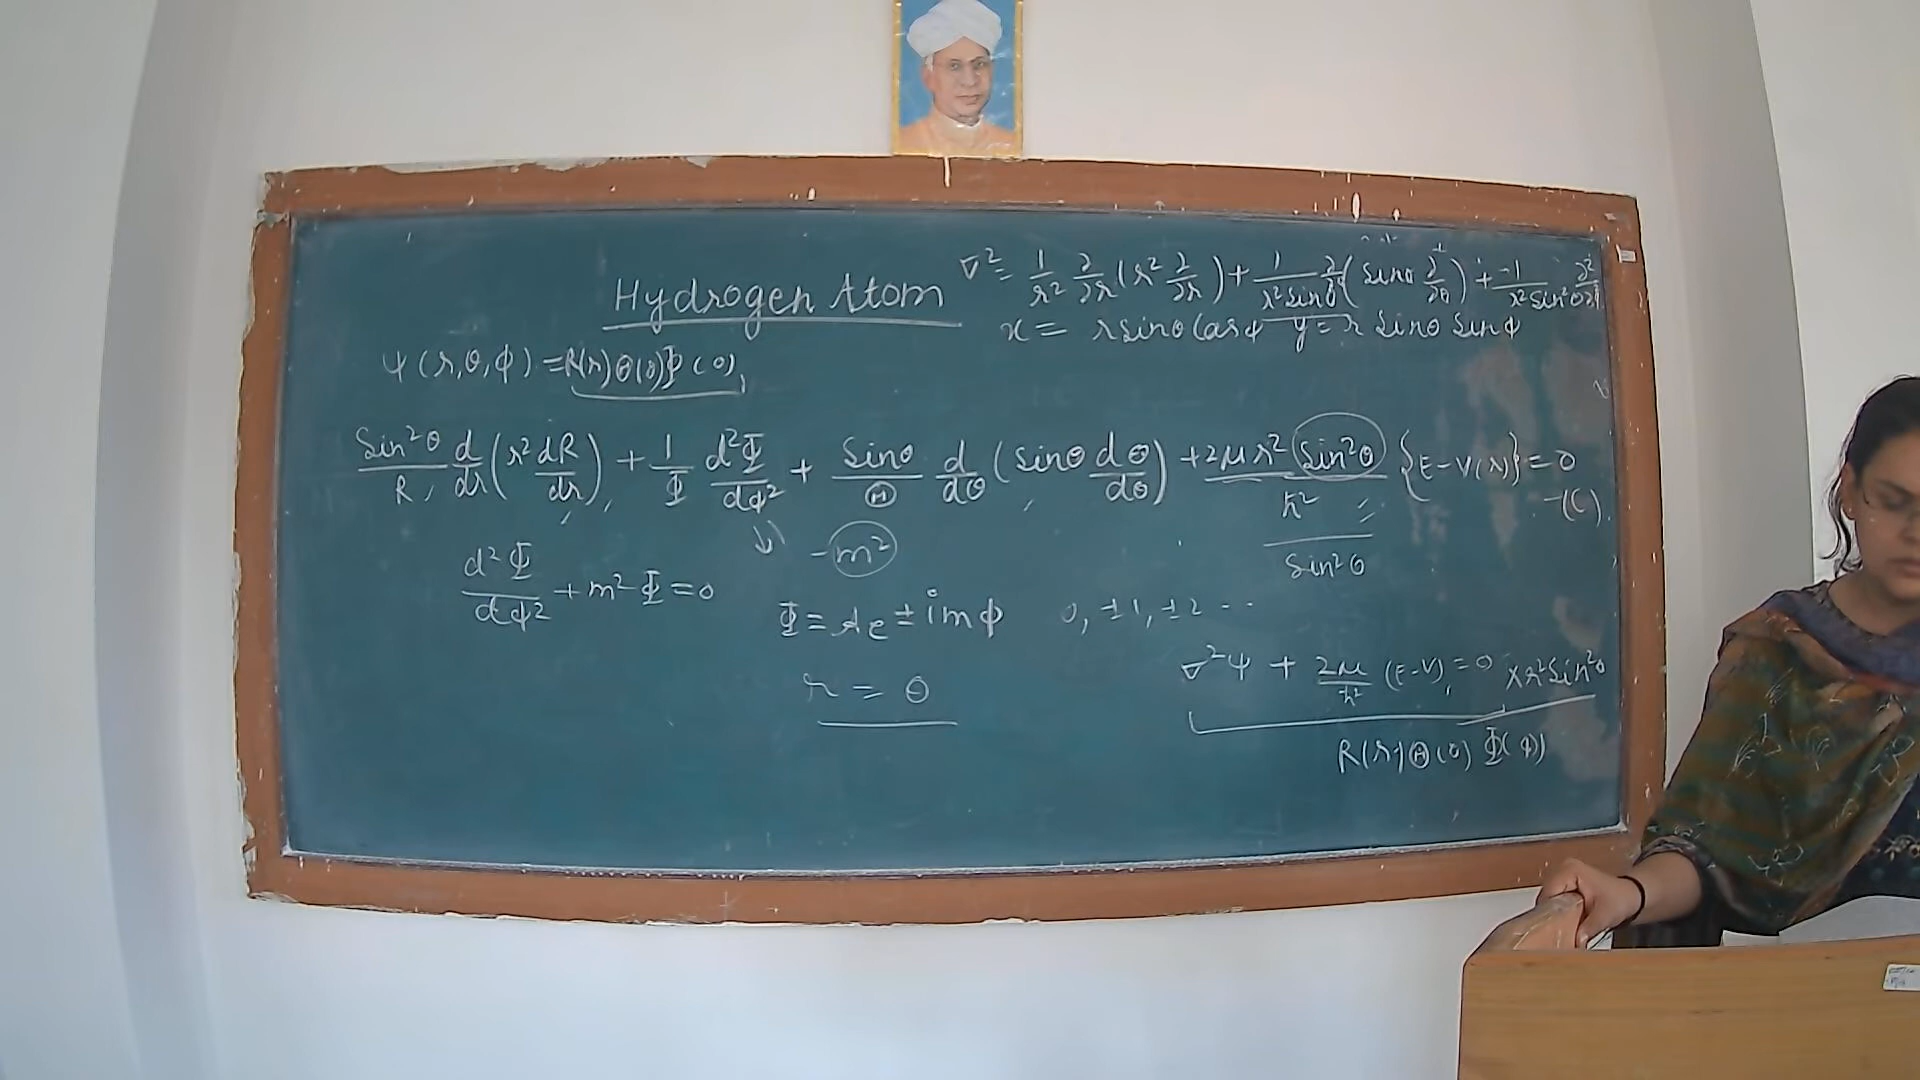 Hydrogen Atom
∇² = 1/r² ∂/∂r (r² ∂/∂r) + 1/(r² sinθ) ∂/∂θ (sinθ ∂/∂θ) + 1/(r² sin²θ) ∂²
x = r sinθ Cosφ y = r Sinθ Sinφ
ψ(r,θ,φ) = R(r)Θ(θ)Φ(0)
Sin²θ/R d/dr (r² dR/dr) + 1/Φ d²Φ/dφ² + Sinθ/Θ d/dθ (sinθ dΘ/dθ) + 2μr² sin²θ/ħ² {E-V(r)} = 0
-(C).
-m²
sin²θ
d²Φ/dφ² + m²Φ = 0
Φ = Ae ± imφ 0, ±1, ±2 --
∇²ψ + 2μ/ħ² (E-V) = 0 × r² Sin²θ
r = θ
R(r)Θ(θ) Φ(φ)